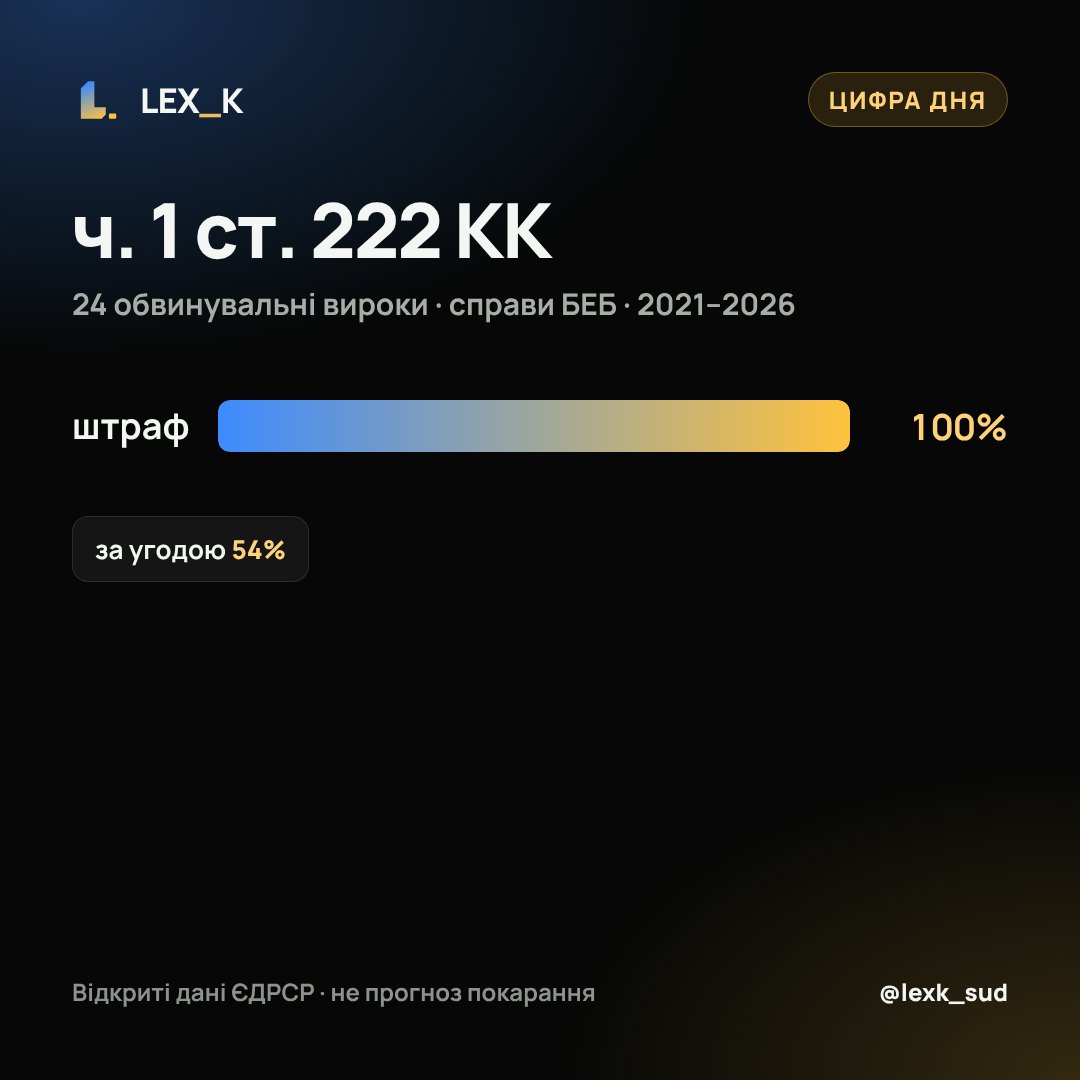 LEX_K
ЦИФРА ДНЯ
ч. 1 ст. 222 КК
24 обвинувальні вироки · справи БЕБ · 2021–2026
штраф 100%
за угодою 54%
Відкриті дані ЄДРСР · не прогноз покарання
@lexk_sud